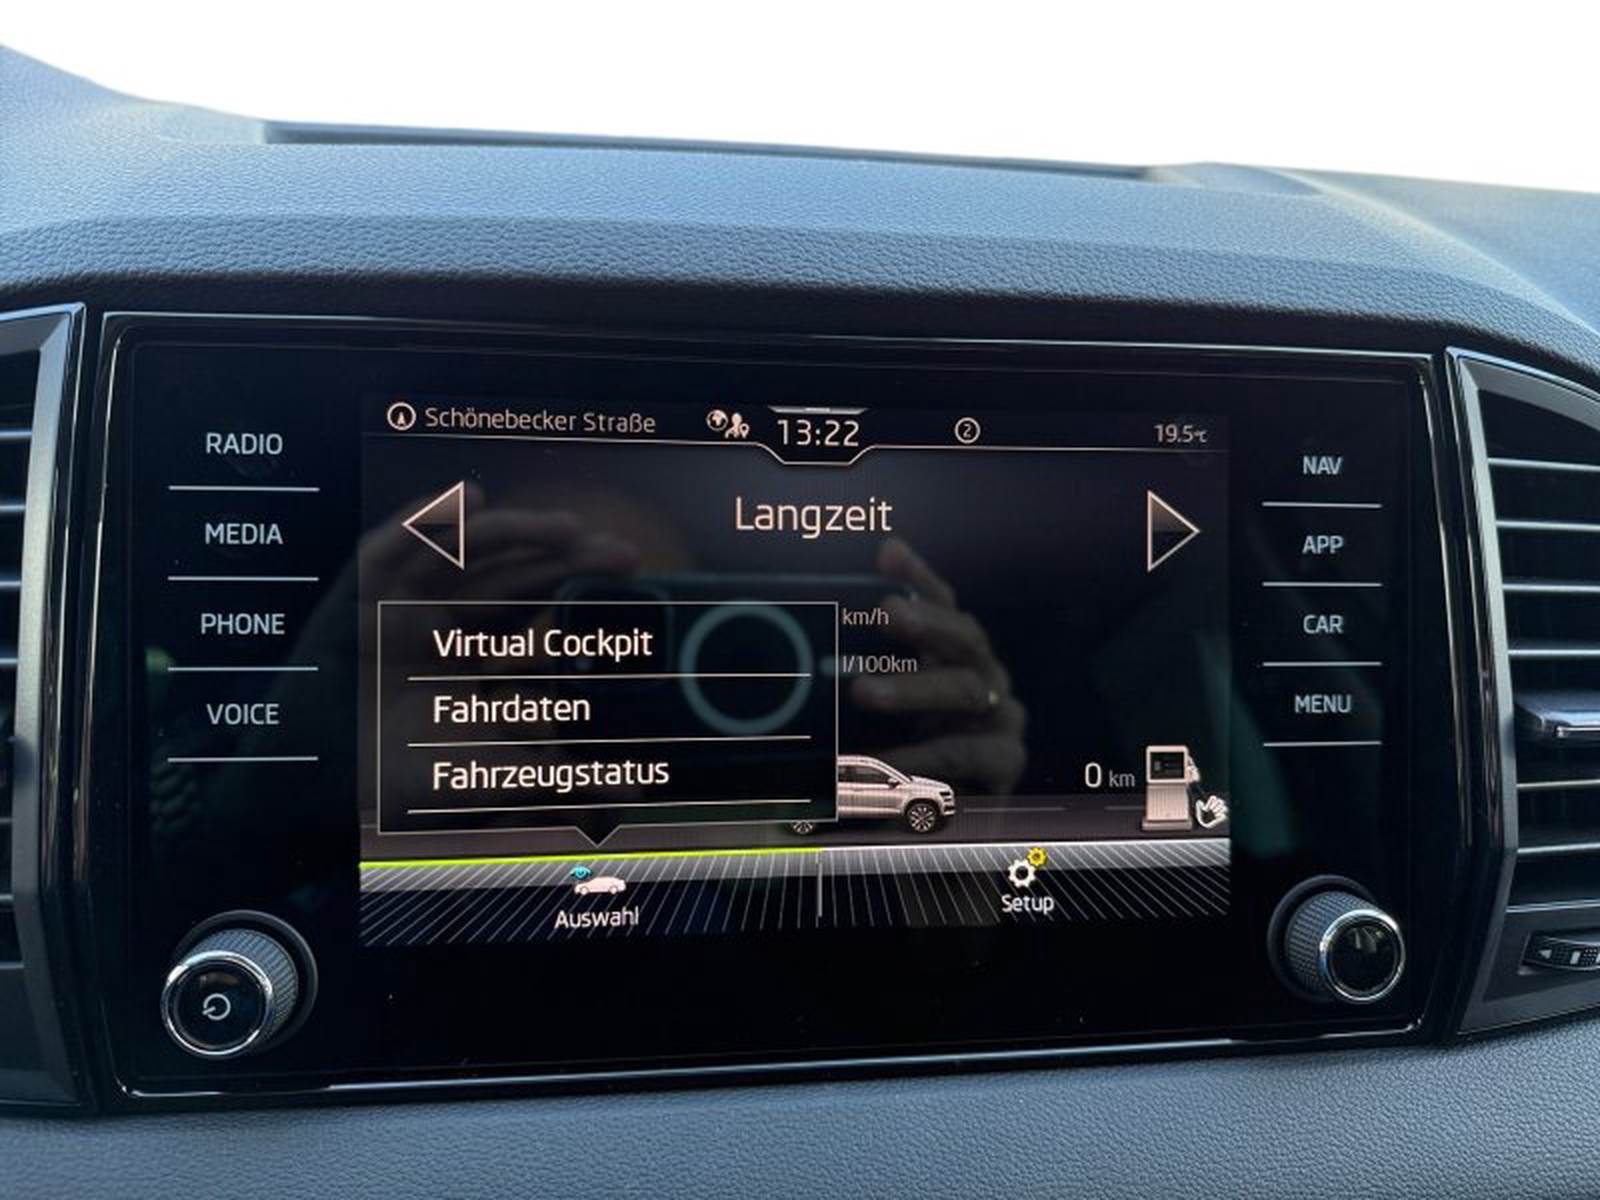 Schönebecker Straße
13:22
2
19.5°C
Langzeit
RADIO
MEDIA
PHONE
VOICE
NAV
APP
CAR
MENU
km/h
l/100km
Virtual Cockpit
Fahrdaten
Fahrzeugstatus
0 km
Auswahl
Setup